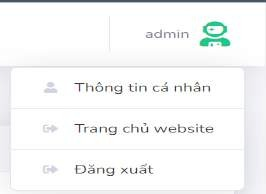 admin
Thông tin cá nhân
Trang chủ website
Đăng xuất